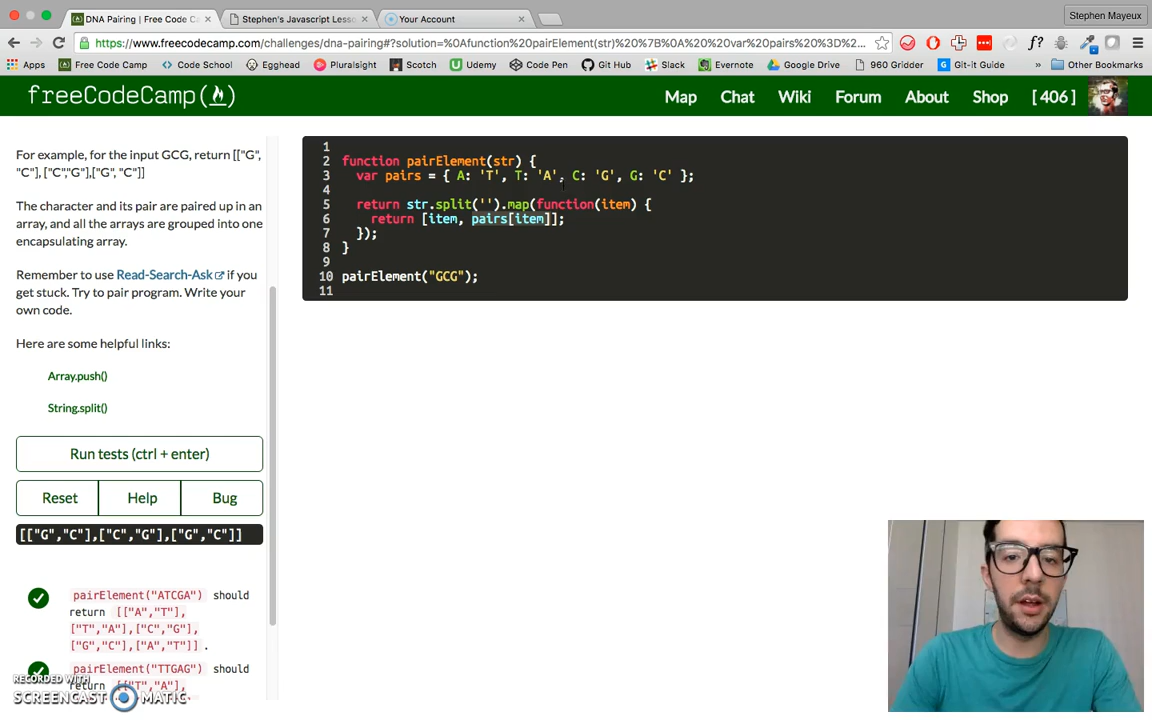 DNA Pairing | Free Code Ca
Stephen's Javascript Lesso
Your Account
Stephen Mayeux
https://www.freecodecamp.com/challenges/dna-pairing#?solution=%0Afunction%20pairElement(str)%20%7B%0A%20%20var%20pairs%20%3D%2...
Apps
Free Code Camp
Code School
Egghead
Pluralsight
Scotch
Udemy
Code Pen
Git Hub
Slack
Evernote
Google Drive
960 Gridder
Git-it Guide
»
Other Bookmarks
freeCodeCamp
Map
Chat
Wiki
Forum
About
Shop
[ 406 ]
For example, for the input GCG, return [["G",
"C"], ["C","G"],["G", "C"]]
The character and its pair are paired up in an
array, and all the arrays are grouped into one
encapsulating array.
Remember to use Read-Search-Ask if you
get stuck. Try to pair program. Write your
own code.
Here are some helpful links:
Array.push()
String.split()
Run tests (ctrl + enter)
Reset
Help
Bug
[["G","C"],["C","G"],["G","C"]]
pairElement("ATCGA") should
return [["A","T"],
["T","A"],["C","G"],
["G","C"],["A","T"]] .
pairElement("TTGAG") should
return [["T","A"],
1
2 function pairElement(str) {
3 var pairs = { A: 'T', T: 'A', C: 'G', G: 'C' };
4
5 return str.split('').map(function(item) {
6 return [item, pairs[item]];
7 });
8 }
9
10 pairElement("GCG");
11
RECORDED WITH
SCREENCAST MATIC